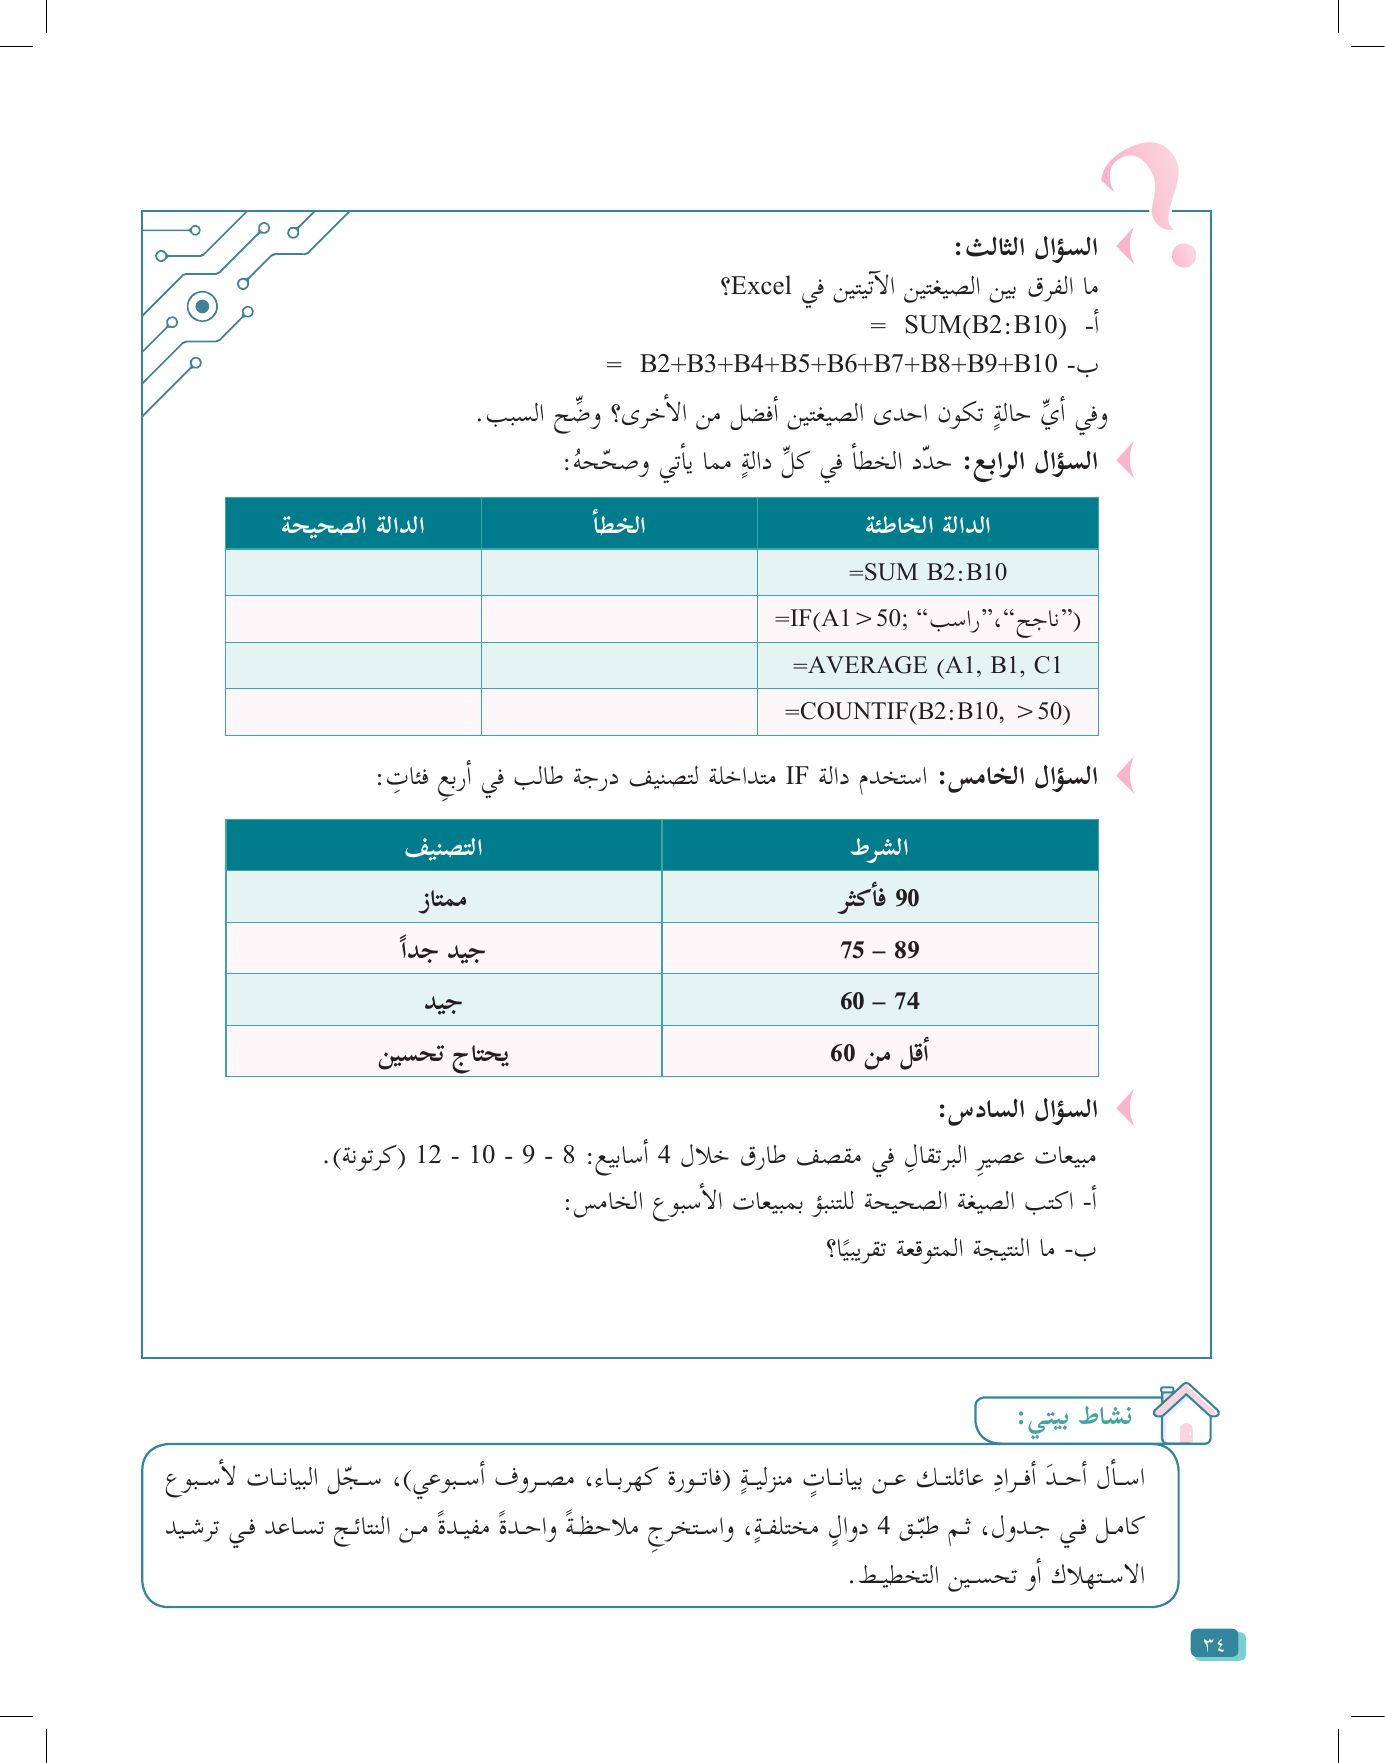 السؤال الثالث:
ما الفرق بين الصيغتين الآتيتين في Excel؟
أ- = SUM(B2:B10)
ب- = B2+B3+B4+B5+B6+B7+B8+B9+B10
وفي أيِّ حالةٍ تكون احدى الصيغتين أفضل من الأخرى؟ وضِّح السبب.
السؤال الرابع: حدّد الخطأ في كلِّ دالةٍ مما يأتي وصحّحهُ:
الدالة الخاطئة الخطأ الدالة الصحيحة
=SUM B2:B10
=IF(A1>50; “ناجح“،”راسب”)
=AVERAGE (A1, B1, C1
=COUNTIF(B2:B10, >50)
السؤال الخامس: استخدم دالة IF متداخلة لتصنيف درجة طالب في أربعِ فئاتِ:
الشرط التصنيف
90 فأكثر ممتاز
75 – 89 جيد جداً
60 – 74 جيد
أقل من 60 يحتاج تحسين
السؤال السادس:
مبيعات عصيرِ البرتقالِ في مقصف طارق خلال 4 أسابيع: 8 - 9 - 10 - 12 (كرتونة).
أ- اكتب الصيغة الصحيحة للتنبؤ بمبيعات الأسبوع الخامس:
ب- ما النتيجة المتوقعة تقريبيًا؟
نشاط بيتي:
اسأل أحدَ أفرادِ عائلتك عن بياناتٍ منزليةٍ (فاتورة كهرباء، مصروف أسبوعي)، سجّل البيانات لأسبوع
كامل في جدول، ثم طبّق 4 دوالٍ مختلفةٍ، واستخرجِ ملاحظةً واحدةً مفيدةً من النتائج تساعد في ترشيد
الاستهلاك أو تحسين التخطيط.
٣٤